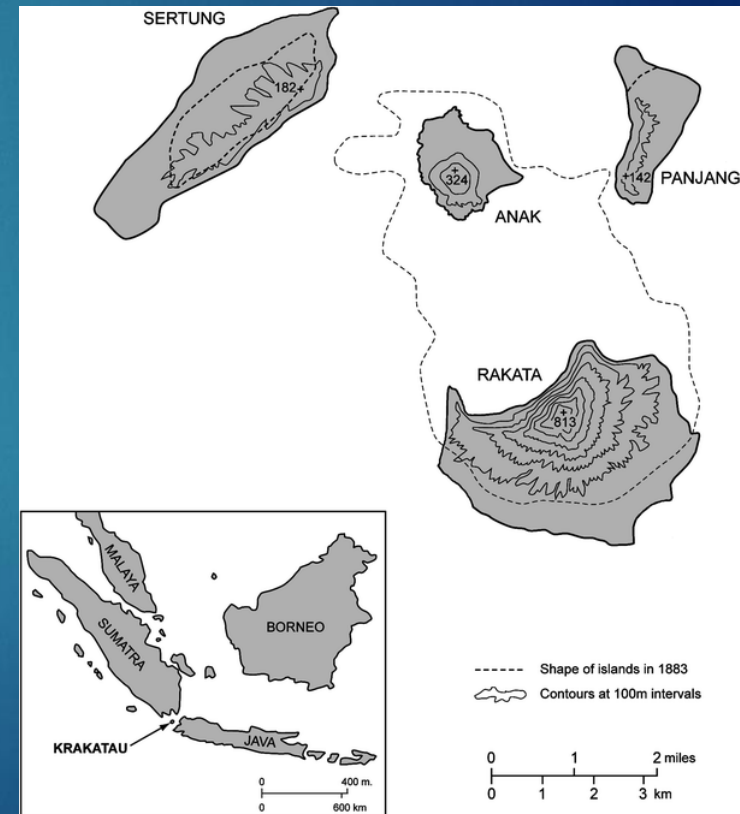 SERTUNG
182
324
ANAK
142
PANJANG
RAKATA
813
MALAYA
SUMATRA
BORNEO
KRAKATAU
JAVA
0 400 m.
0 600 km
Shape of islands in 1883
Contours at 100m intervals
0 1 2 miles
0 1 2 3 km